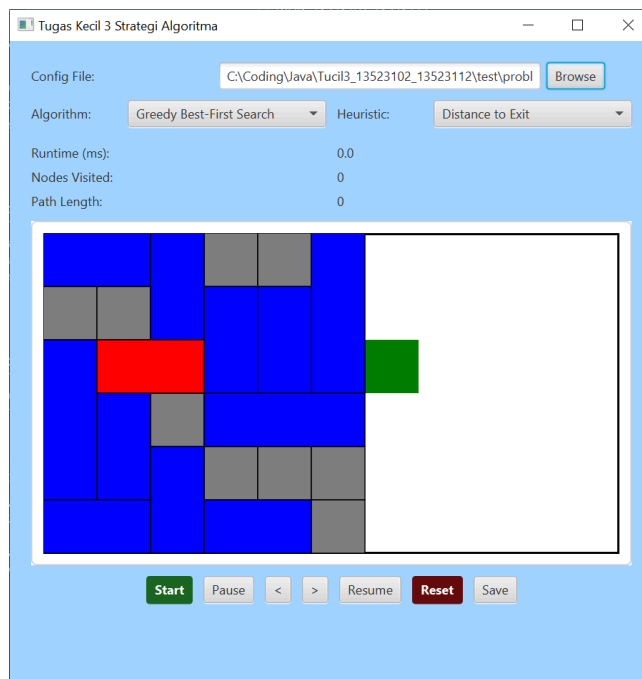 Tugas Kecil 3 Strategi Algoritma
Config File: C:\Coding\Java\Tucil3_13523102_13523112\test\probl Browse
Algorithm: Greedy Best-First Search Heuristic: Distance to Exit
Runtime (ms): 0.0
Nodes Visited: 0
Path Length: 0
Start Pause < > Resume Reset Save